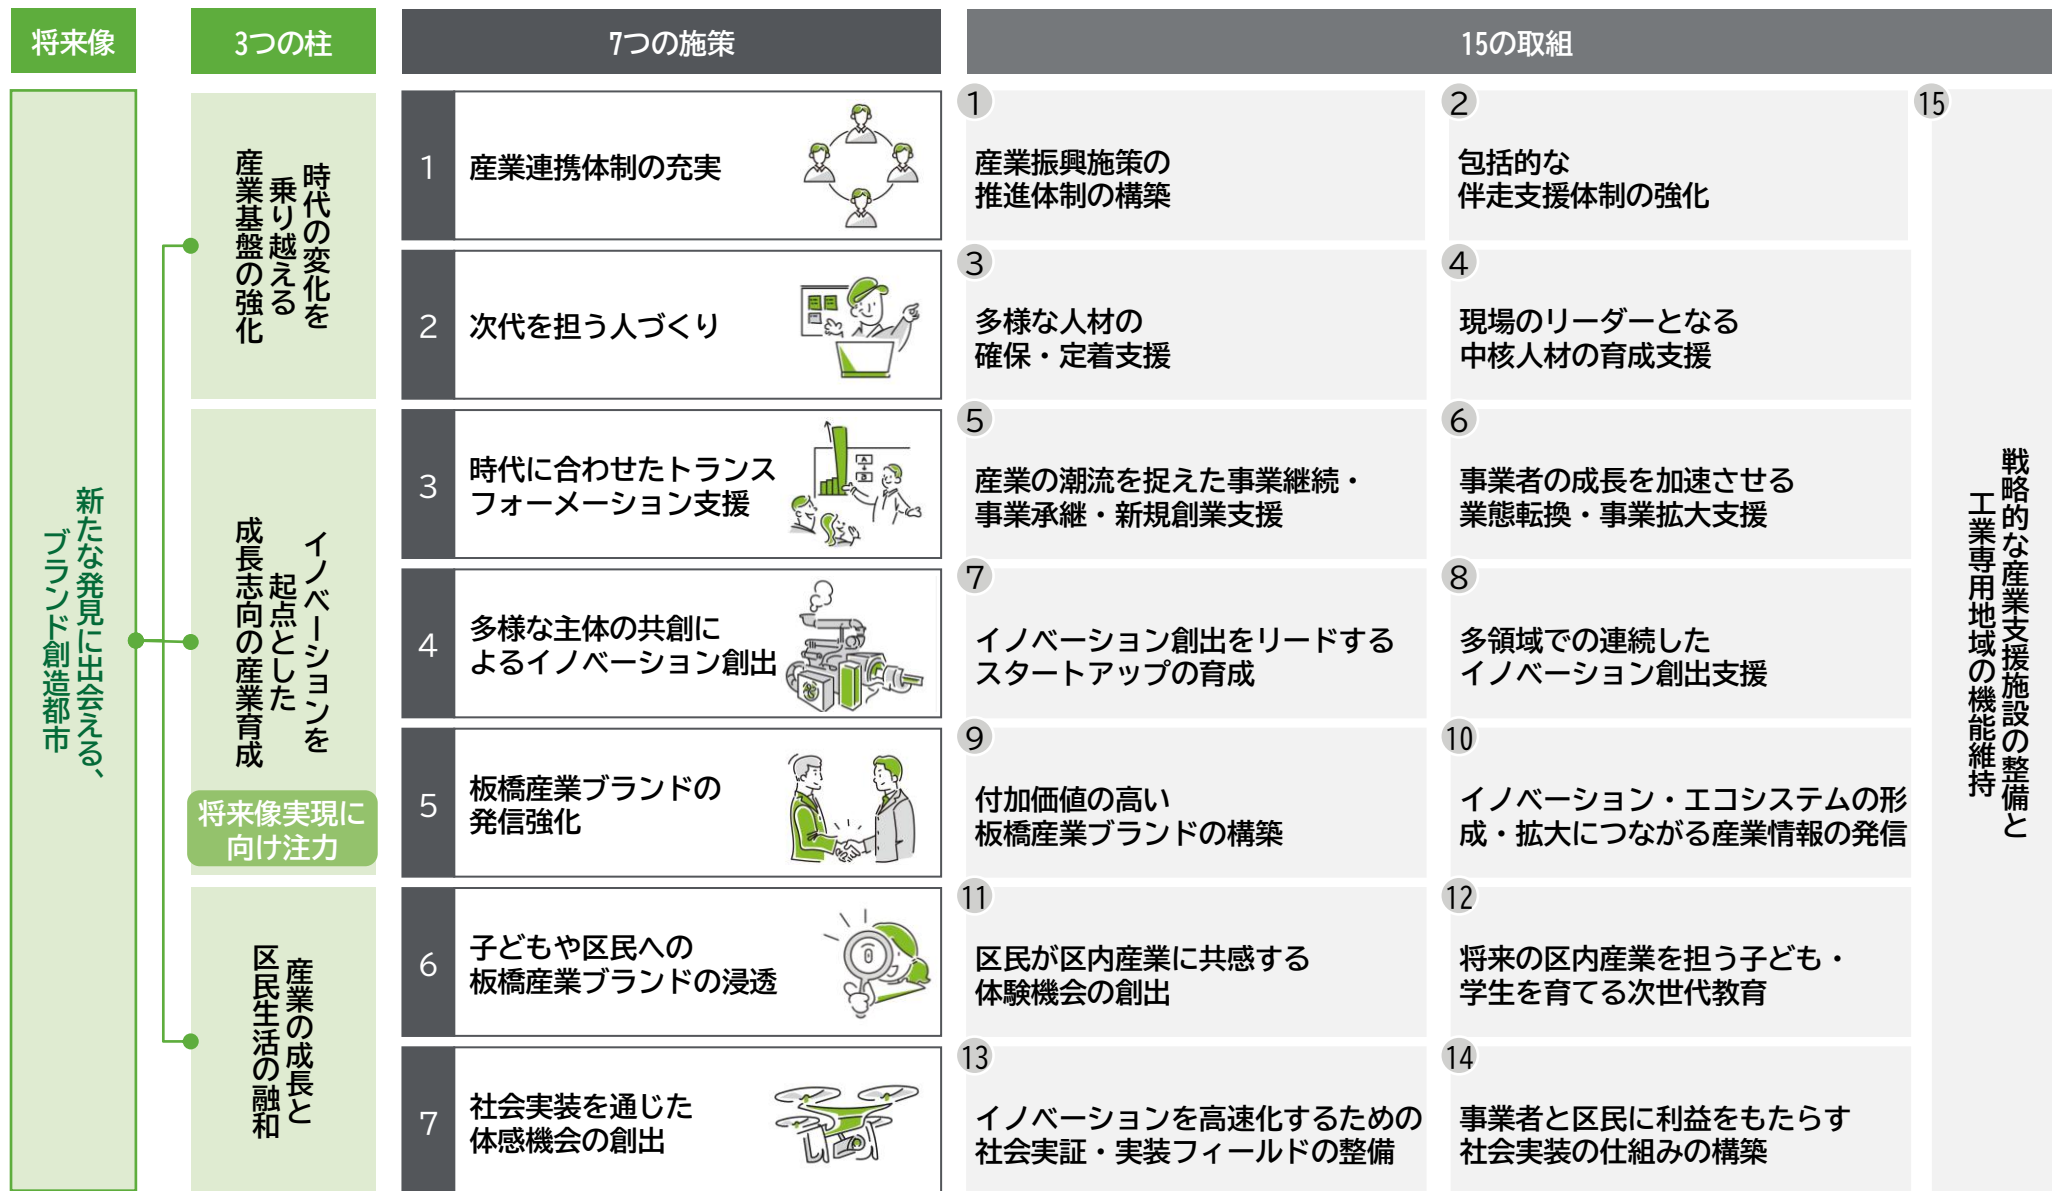 将来像
3つの柱
7つの施策
15の取組
新たな発見に出会える、
ブランド創造都市
時代の変化を
乗り越える
産業基盤の強化
1
産業連携体制の充実
①
産業振興施策の
推進体制の構築
②
包括的な
伴走支援体制の強化
2
次代を担う人づくり
③
多様な人材の
確保・定着支援
④
現場のリーダーとなる
中核人材の育成支援
イノベーションを
起点とした
成長志向の産業育成
将来像実現に
向け注力
3
時代に合わせたトランス
フォーメーション支援
⑤
産業の潮流を捉えた事業継続・
事業承継・新規創業支援
⑥
事業者の成長を加速させる
業態転換・事業拡大支援
4
多様な主体の共創に
よるイノベーション創出
⑦
イノベーション創出をリードする
スタートアップの育成
⑧
多領域での連続した
イノベーション創出支援
5
板橋産業ブランドの
発信強化
⑨
付加価値の高い
板橋産業ブランドの構築
⑩
イノベーション・エコシステムの形
成・拡大につながる産業情報の発信
産業の成長と
区民生活の融和
6
子どもや区民への
板橋産業ブランドの浸透
⑪
区民が区内産業に共感する
体験機会の創出
⑫
将来の区内産業を担う子ども・
学生を育てる次世代教育
7
社会実装を通じた
体感機会の創出
⑬
イノベーションを高速化するための
社会実証・実装フィールドの整備
⑭
事業者と区民に利益をもたらす
社会実装の仕組みの構築
⑮
戦略的な産業支援施設の整備と
工業専用地域の機能維持